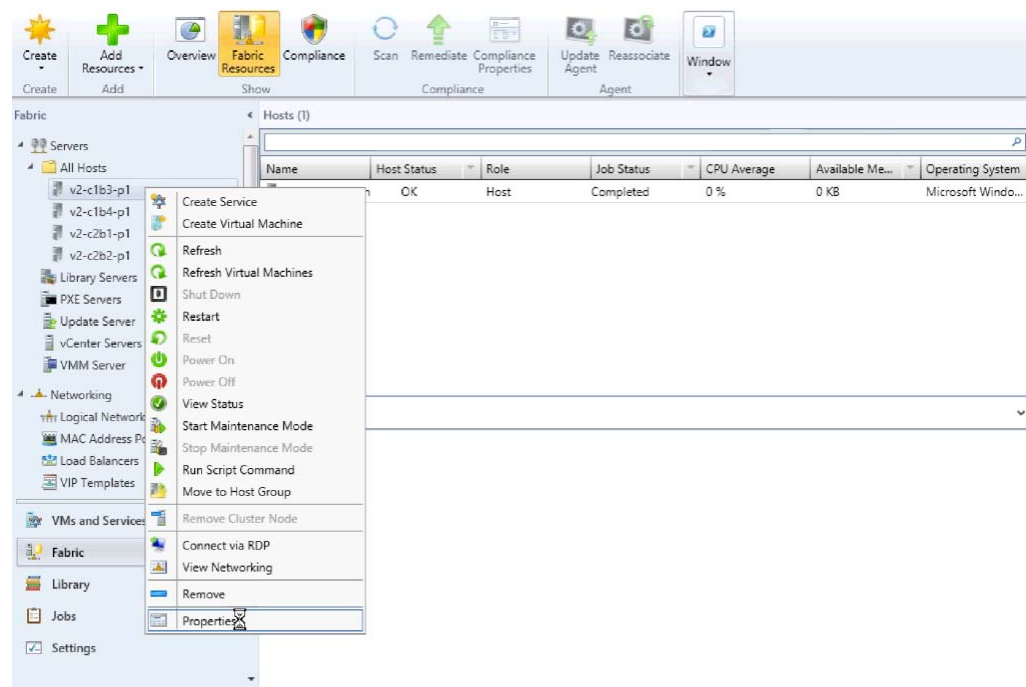 Create
Add Resources
Overview
Fabric Resources
Compliance
Scan
Remediate
Compliance Properties
Update Agent
Reassociate
Window
Create
Add
Show
Compliance
Agent
Fabric
Servers
All Hosts
v2-c1b3-p1
v2-c1b4-p1
v2-c2b1-p1
v2-c2b2-p1
Library Servers
PXE Servers
Update Server
vCenter Servers
VMM Server
Networking
Logical Network
MAC Address Po
Load Balancers
VIP Templates
VMs and Services
Fabric
Library
Jobs
Settings
Create Service
Create Virtual Machine
Refresh
Refresh Virtual Machines
Shut Down
Restart
Reset
Power On
Power Off
View Status
Start Maintenance Mode
Stop Maintenance Mode
Run Script Command
Move to Host Group
Remove Cluster Node
Connect via RDP
View Networking
Remove
Properties
Hosts (1)
Name Host Status Role Job Status CPU Average Available Me... Operating System
OK Host Completed 0 % 0 KB Microsoft Windo...